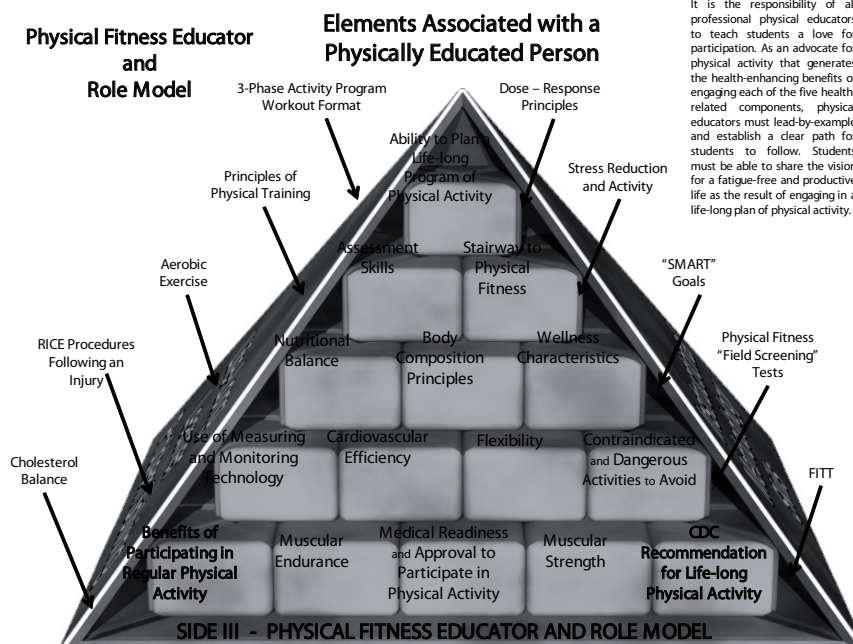 Physical Fitness Educator
and
Role Model
Elements Associated with a
Physically Educated Person
It is the responsibility of al
professional physical educators
to teach students a love fo
participation. As an advocate fo
physical activity that generates
the health-enhancing benefits o
engaging each of the five health
related components, physica
educators must lead-by-example
and establish a clear path fo
students to follow. Students
must be able to share the vision
for a fatigue-free and productive
life as the result of engaging in a
life-long plan of physical activity.
3-Phase Activity Program
Workout Format
Dose – Response
Principles
Principles of
Physical Training
Stress Reduction
and Activity
Aerobic
Exercise
"SMART"
Goals
RICE Procedures
Following an
Injury
Physical Fitness
"Field Screening"
Tests
Cholesterol
Balance
FITT
Ability to Plan a
Life-long
Program of
Physical Activity
Assessment
Skills
Stairway to
Physical
Fitness
Nutritional
Balance
Body
Composition
Principles
Wellness
Characteristics
Use of Measuring
and Monitoring
Technology
Cardiovascular
Efficiency
Flexibility
Contraindicated
and Dangerous
Activities to Avoid
Benefits of
Participating in
Regular Physical
Activity
Muscular
Endurance
Medical Readiness
and Approval to
Participate in
Physical Activity
Muscular
Strength
CDC
Recommendation
for Life-long
Physical Activity
SIDE III - PHYSICAL FITNESS EDUCATOR AND ROLE MODEL